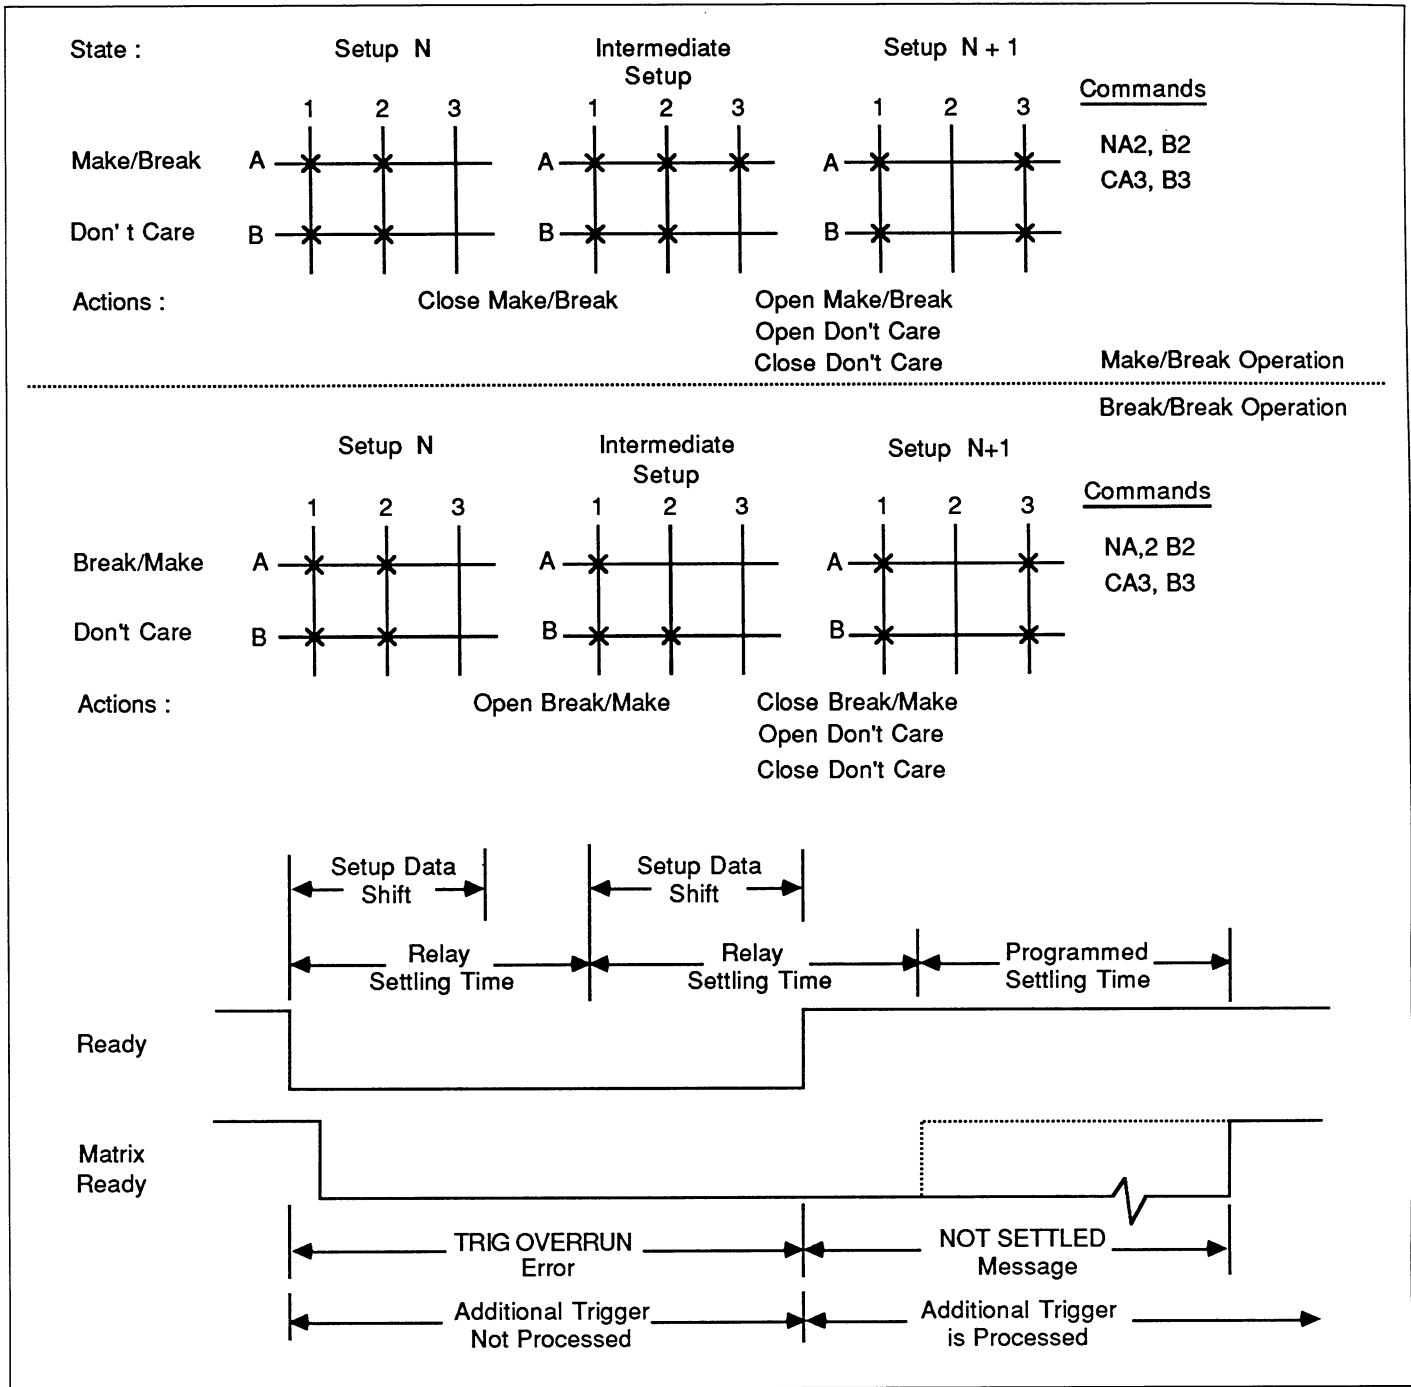 State : Setup N Intermediate Setup N + 1
Setup
Commands
1 2 3 1 2 3 1 2 3
NA2, B2
Make/Break A A A
CA3, B3
Don' t Care B B B
Actions : Close Make/Break Open Make/Break
Open Don't Care
Close Don't Care Make/Break Operation
Break/Break Operation
Setup N Intermediate Setup N+1
Setup
Commands
1 2 3 1 2 3 1 2 3
NA,2 B2
Break/Make A A A
CA3, B3
Don't Care B B B
Actions : Open Break/Make Close Break/Make
Open Don't Care
Close Don't Care
Setup Data Setup Data
Shift Shift
Relay Relay Programmed
Settling Time Settling Time Settling Time
Ready
Matrix
Ready
TRIG OVERRUN NOT SETTLED
Error Message
Additional Trigger Additional Trigger
Not Processed is Processed